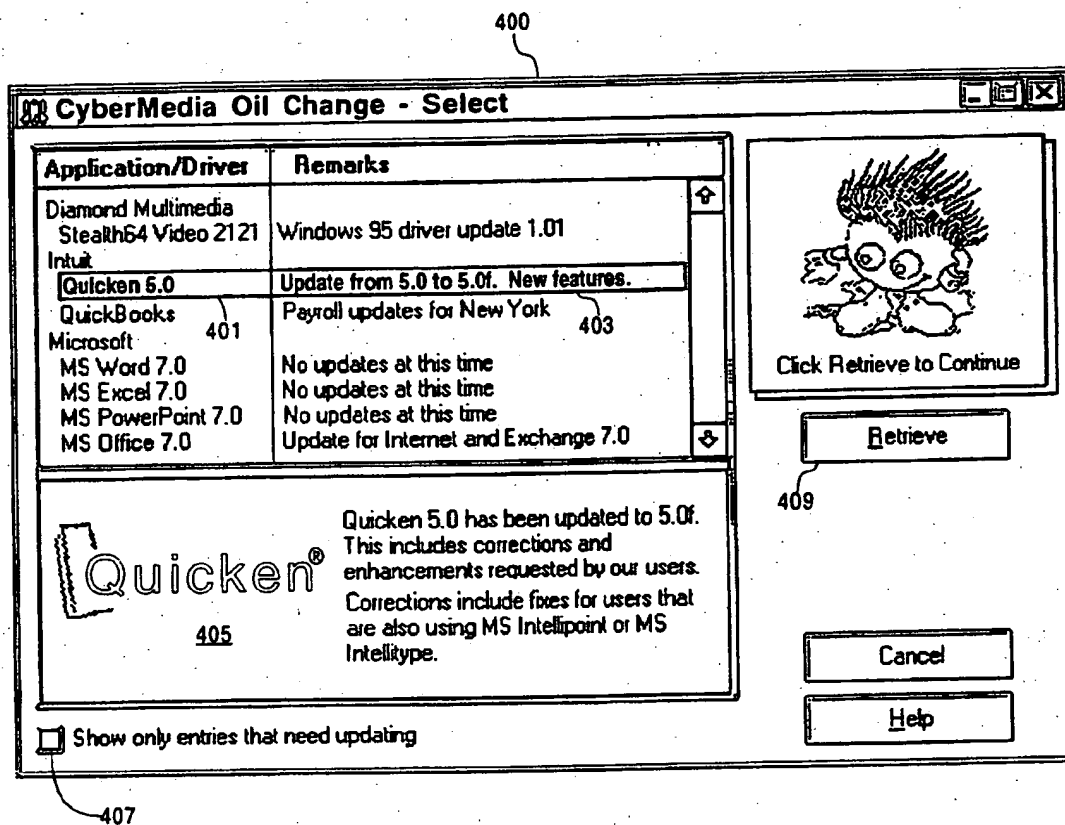 400
CyberMedia Oil Change - Select
Application/Driver Remarks
Diamond Multimedia
Stealth64 Video 2121 Windows 95 driver update 1.01
Intuit
Quicken 5.0 Update from 5.0 to 5.0f. New features.
QuickBooks Payroll updates for New York
401 403
Microsoft
MS Word 7.0 No updates at this time
MS Excel 7.0 No updates at this time
MS PowerPoint 7.0 No updates at this time
MS Office 7.0 Update for Internet and Exchange 7.0
Click Retrieve to Continue
Retrieve
409
Quicken®
405
Quicken 5.0 has been updated to 5.0f.
This includes corrections and
enhancements requested by our users.
Corrections include fixes for users that
are also using MS Intellipoint or MS
Intellitype.
Cancel
Help
Show only entries that need updating
407